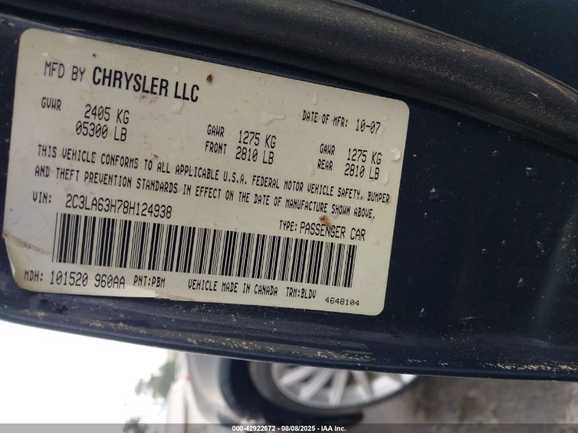 MFD BY CHRYSLER LLC
DATE OF MFR: 10-07
GVWR 2405 KG
05300 LB
GAWR FRONT 1275 KG
2810 LB
GAWR REAR 1275 KG
2810 LB
THIS VEHICLE CONFORMS TO ALL APPLICABLE U.S.A. FEDERAL MOTOR VEHICLE SAFETY, BUMPER
AND THEFT PREVENTION STANDARDS IN EFFECT ON THE DATE OF MANUFACTURE SHOWN ABOVE.
VIN: 2C3LA63H78H124938
TYPE: PASSENGER CAR
MDH: 101520 960AA PNT:PBM VEHICLE MADE IN CANADA TRM:BLDV
4648104
000-42922672 - 08/08/2025 - IAA Inc.